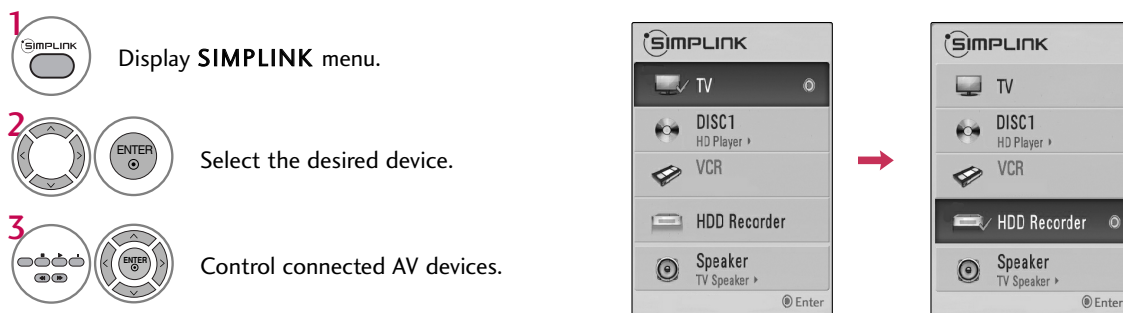 1
SIMPLINK
Display SIMPLINK menu.
2
ENTER
Select the desired device.
3
ENTER
Control connected AV devices.
SIMPLINK
TV
DISC1
HD Player
VCR
HDD Recorder
Speaker
TV Speaker
Enter
SIMPLINK
TV
DISC1
HD Player
VCR
HDD Recorder
Speaker
TV Speaker
Enter